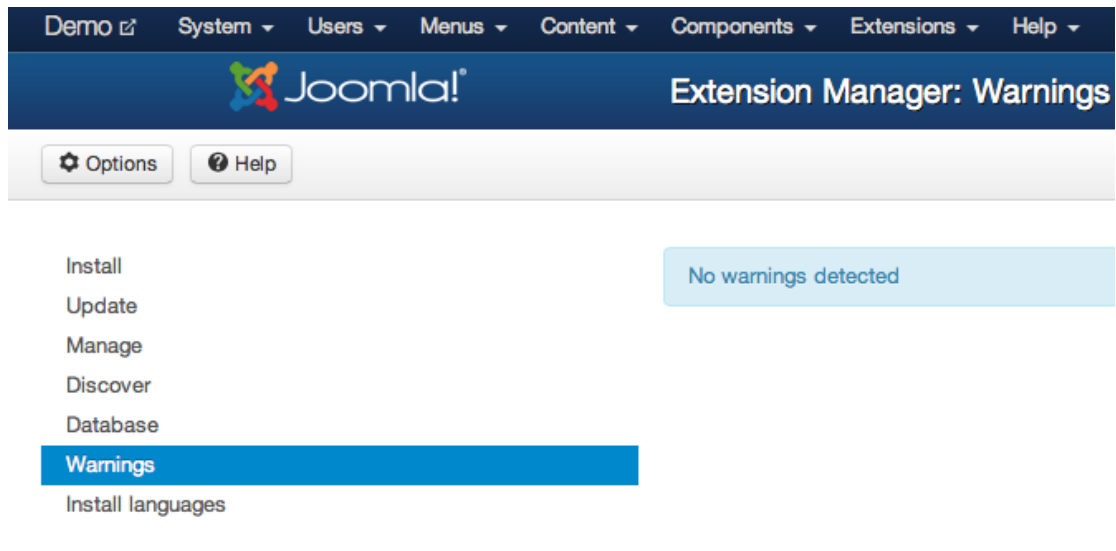 Demo System Users Menus Content Components Extensions Help
Joomla!® Extension Manager: Warnings
Options Help
Install
No warnings detected
Update
Manage
Discover
Database
Warnings
Install languages